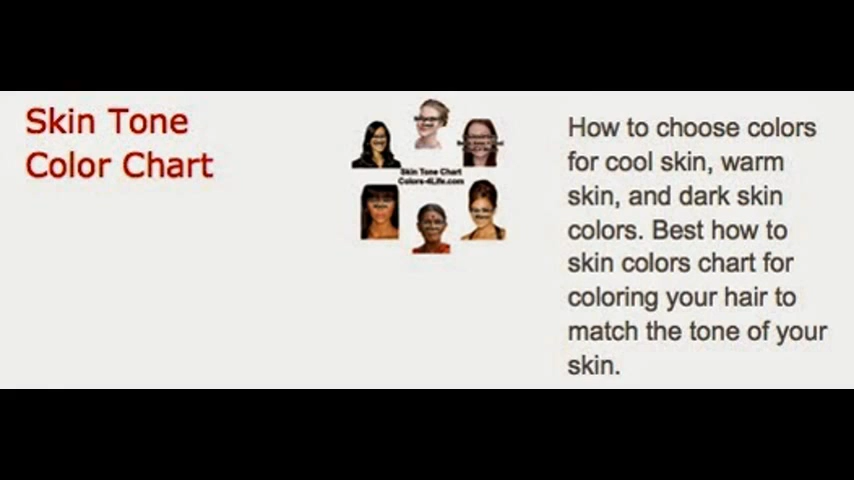 Skin Tone
Color Chart
Skin Tone Chart
Colors-4Life.com
How to choose colors
for cool skin, warm
skin, and dark skin
colors. Best how to
skin colors chart for
coloring your hair to
match the tone of your
skin.